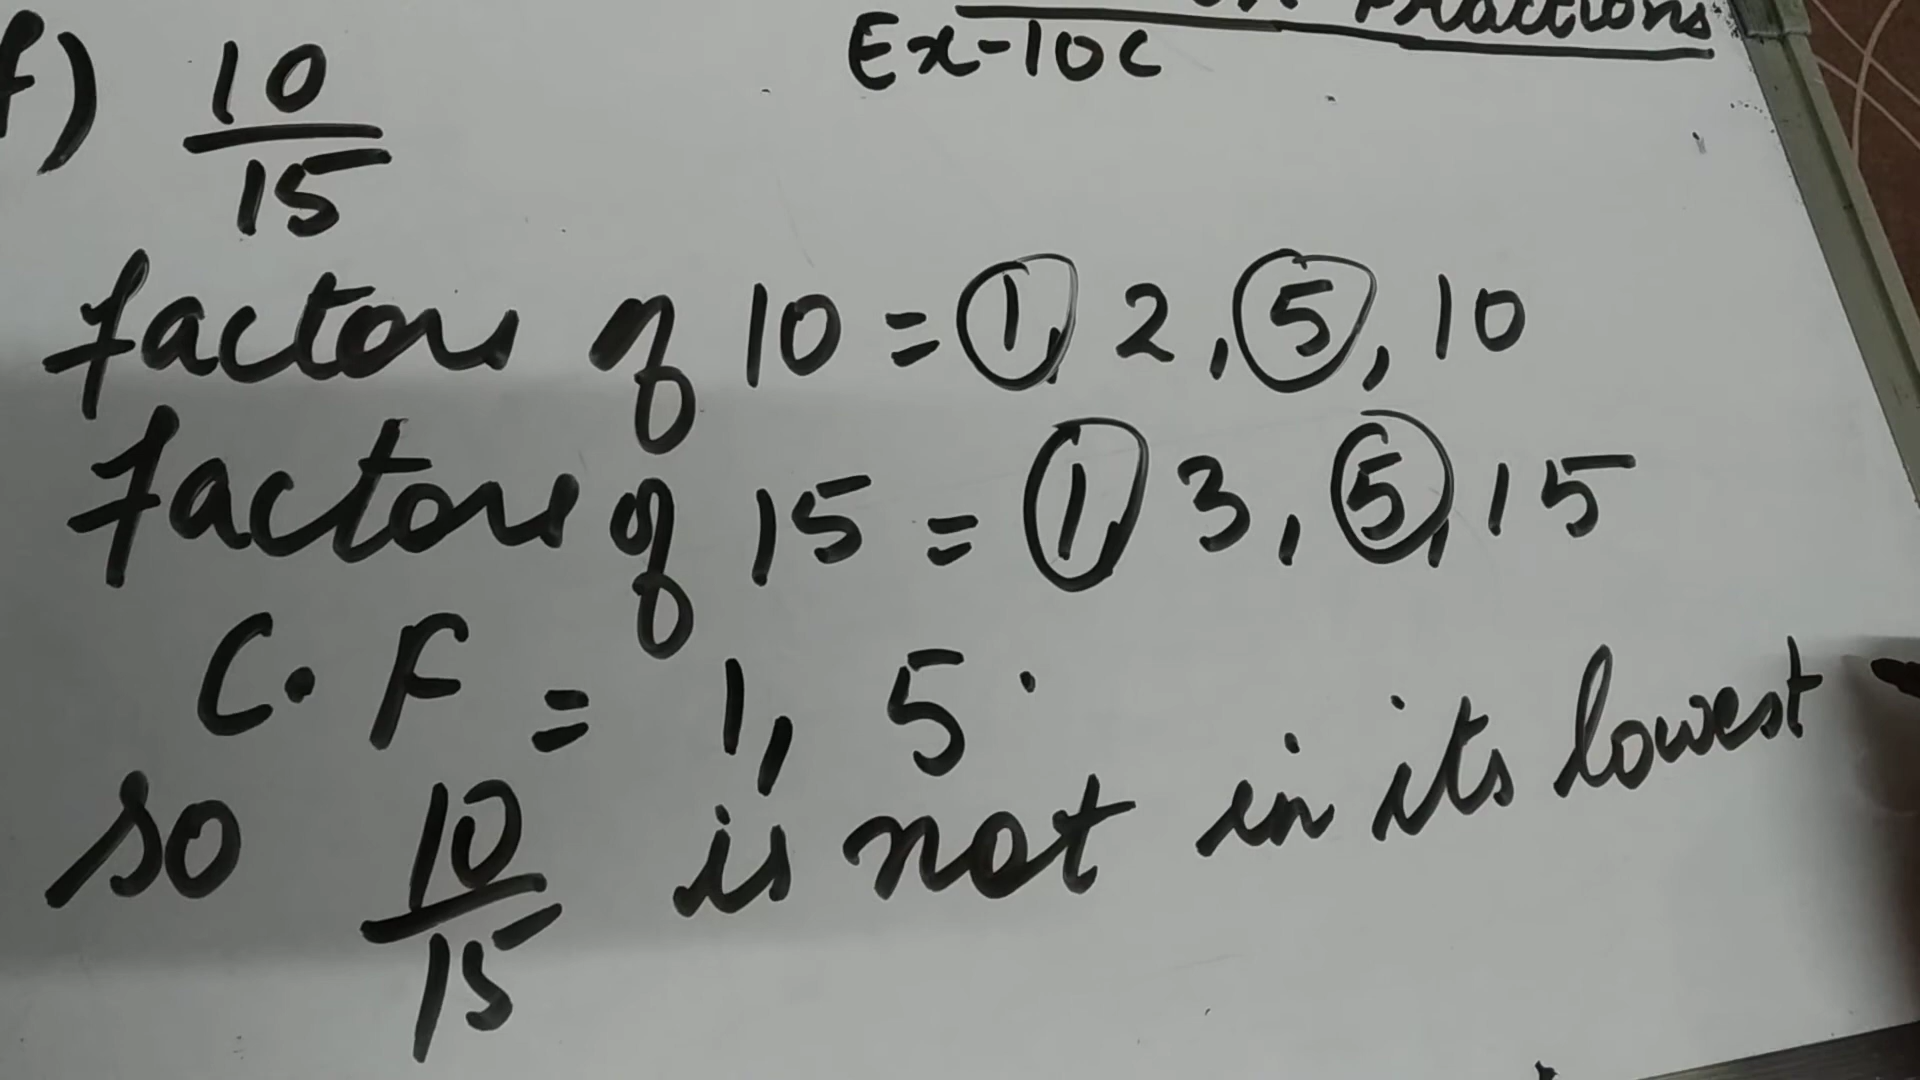 Fractions
Ex-10C
f) 10/15
factors of 10 = 1, 2, 5, 10
factors of 15 = 1, 3, 5, 15
C.F = 1, 5.
so 10/15 is not in its lowest